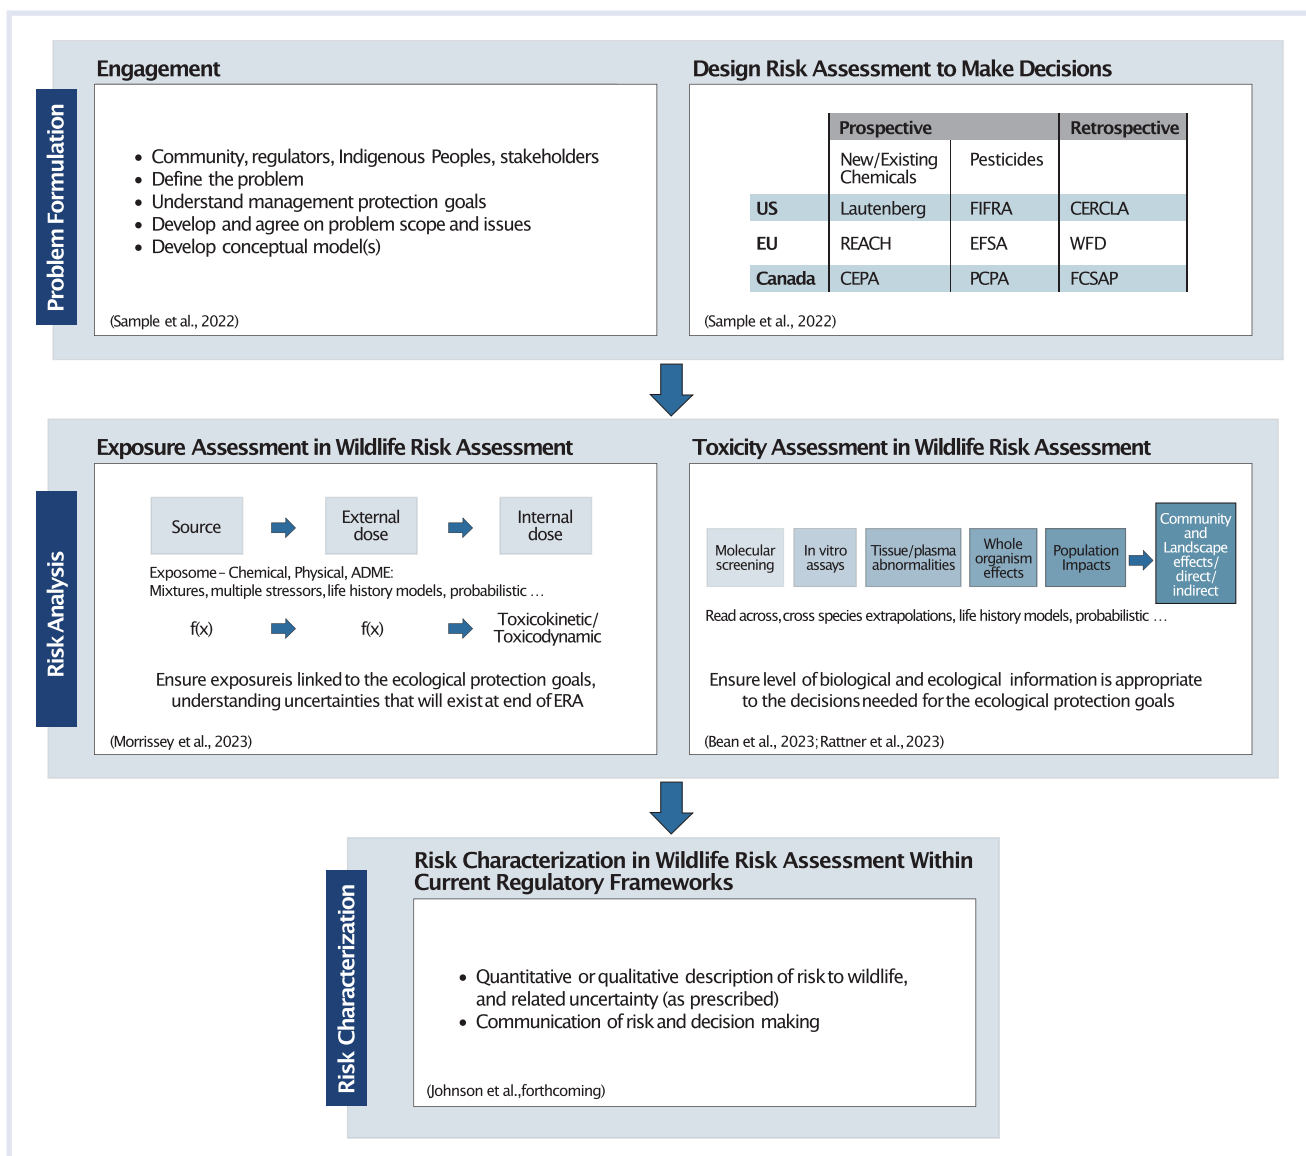 Problem Formulation
Engagement
• Community, regulators, Indigenous Peoples, stakeholders
• Define the problem
• Understand management protection goals
• Develop and agree on problem scope and issues
• Develop conceptual model(s)
(Sample et al., 2022)
Design Risk Assessment to Make Decisions
Prospective Retrospective
New/Existing Pesticides
Chemicals
US Lautenberg FIFRA CERCLA
EU REACH EFSA WFD
Canada CEPA PCPA FCSAP
(Sample et al., 2022)
Risk Analysis
Exposure Assessment in Wildlife Risk Assessment
Source
External
dose
Internal
dose
Exposome – Chemical, Physical, ADME:
Mixtures, multiple stressors, life history models, probabilistic …
f(x)
f(x)
Toxicokinetic/
Toxicodynamic
Ensure exposureis linked to the ecological protection goals,
understanding uncertainties that will exist at end of ERA
(Morrissey et al., 2023)
Toxicity Assessment in Wildlife Risk Assessment
Molecular
screening
In vitro
assays
Tissue/plasma
abnormalities
Whole
organism
effects
Population
Impacts
Community
and
Landscape
effects/
direct/
indirect
Read across, cross species extrapolations, life history models, probabilistic …
Ensure level of biological and ecological information is appropriate
to the decisions needed for the ecological protection goals
(Bean et al., 2023; Rattner et al., 2023)
Risk Characterization
Risk Characterization in Wildlife Risk Assessment Within
Current Regulatory Frameworks
• Quantitative or qualitative description of risk to wildlife,
and related uncertainty (as prescribed)
• Communication of risk and decision making
(Johnson et al.,forthcoming)